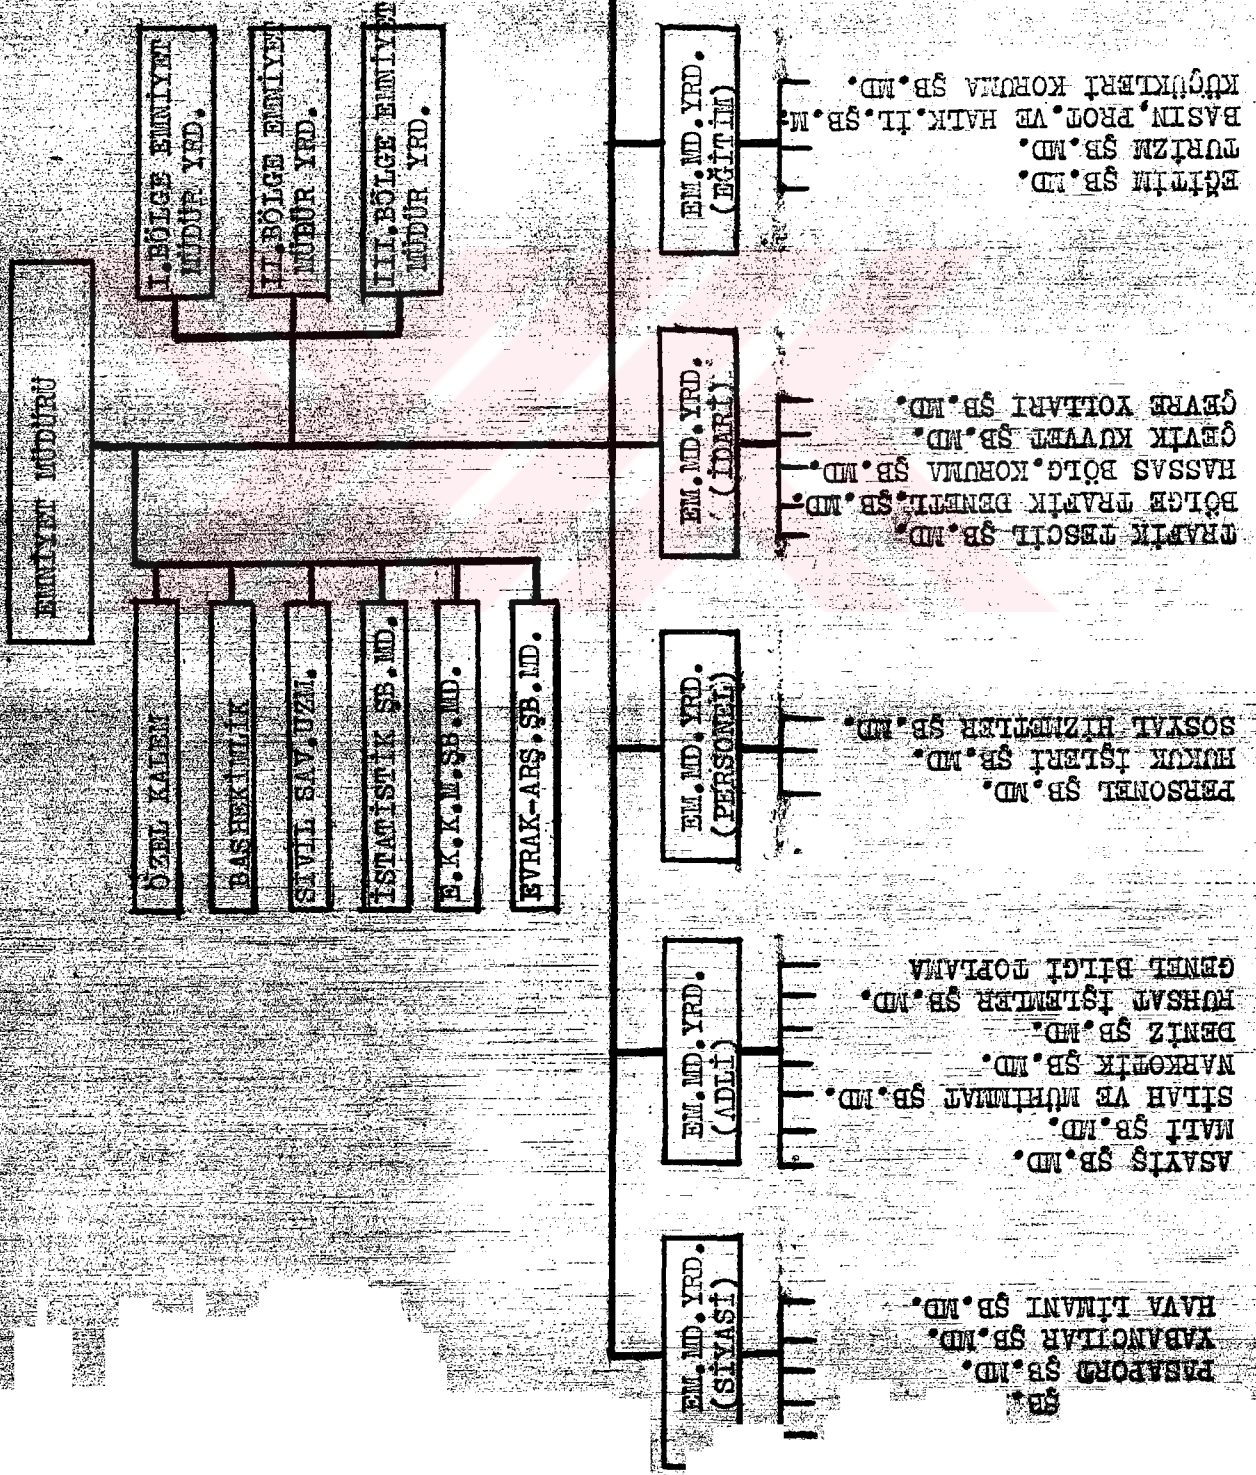 EMNİYET MÜDÜRÜ
I.BÖLGE EMNİYET
MÜDÜR YRD.
II.BÖLGE EMNİYET
MÜDÜR YRD.
III.BÖLGE EMNİYET
MÜDÜR YRD.
ÖZEL KALEM
BAŞHEKİMLİK
SİVİL SAV.UZM.
İSTATİSTİK ŞB.MD.
E.K.K.M.ŞB.MD.
EVRAK-ARŞ.ŞB.MD.
EM.MD.YRD.
(SİYASİ)
ŞB.
PASAPORT ŞB.MD.
YABANCILAR ŞB.MD.
HAVA LİMANI ŞB.MD.
EM.MD.YRD.
(ADLİ)
ASAYİŞ ŞB.MD.
MALİ ŞB.MD.
SİLAH VE MÜHİMMAT ŞB.MD.
NARKOTİK ŞB.MD.
DENİZ ŞB.MD.
RUHSAT İŞLEMLER ŞB.MD.
GENEL BİLGİ TOPLAMA
EM.MD.YRD.
(PERSONEL)
PERSONEL ŞB.MD.
HUKUK İŞLERİ ŞB.MD.
SOSYAL HİZMETLER ŞB.MD.
EM.MD.YRD.
(İDARİ)
TRAFİK TESCİL ŞB.MD.
BÖLGE TRAFİK DENETL.ŞB.MD.
HASSAS BÖLG.KORUMA ŞB.MD.
ÇEVİK KUVVET ŞB.MD.
ÇEVRE YOLLARI ŞB.MD.
EM.MD.YRD.
(EĞİTİM)
EĞİTİM ŞB.MD.
TURİZM ŞB.MD.
BASIN,PROT.VE HALK.İL.ŞB.M.
KÜÇÜKLERİ KORUMA ŞB.MD.